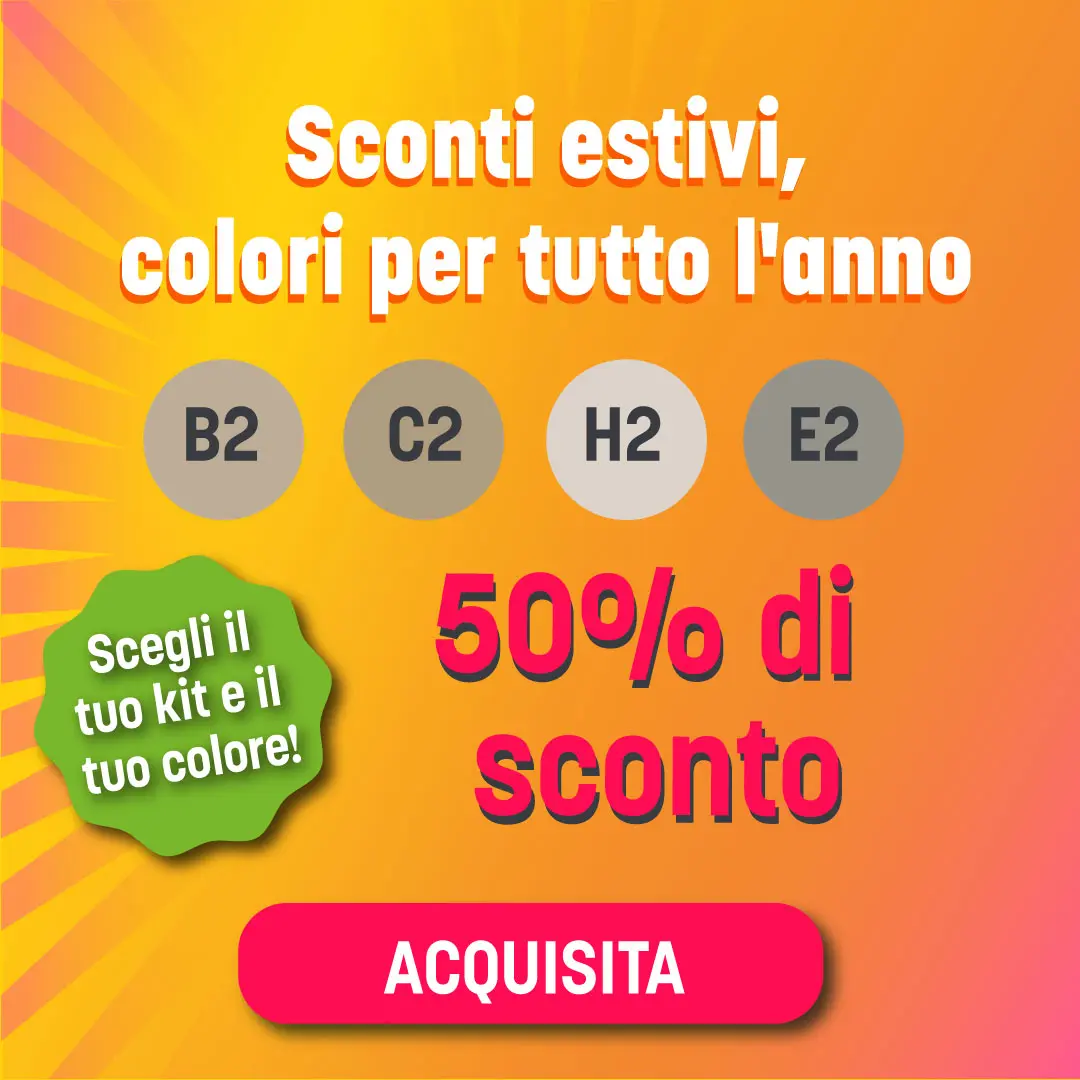 Sconti estivi,
colori per tutto l'anno
B2 C2 H2 E2
Scegli il
tuo kit e il
tuo colore!
50% di
sconto
ACQUISITA